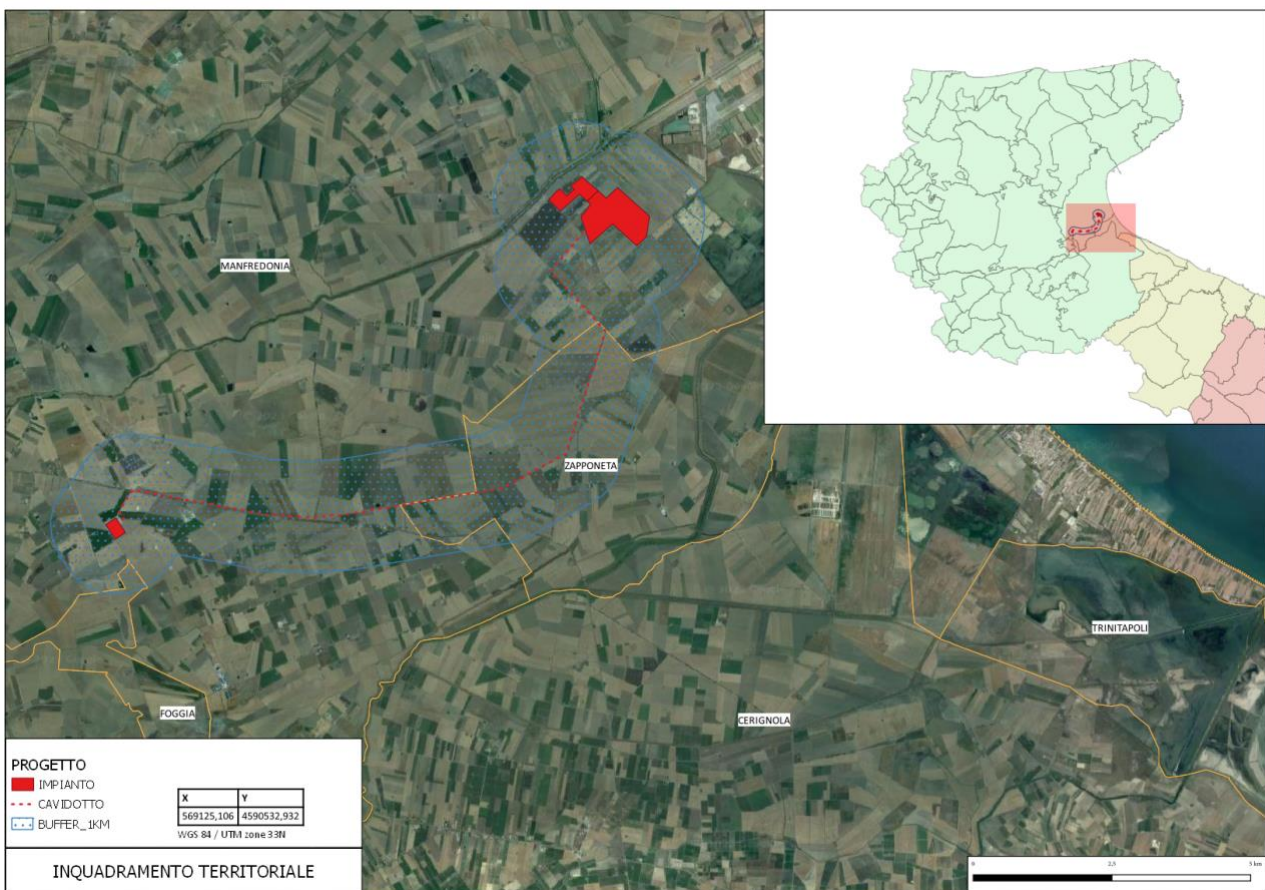 MANFREDONIA
ZAPPONETA
TRINITAPOLI
FOGGIA
CERIGNOLA
PROGETTO
IMPIANTO
CAVIDOTTO
BUFFER_1KM
X Y
569125,106 4590532,932
WGS 84 / UTM zone 33N
INQUADRAMENTO TERRITORIALE
0 2,5 5 km